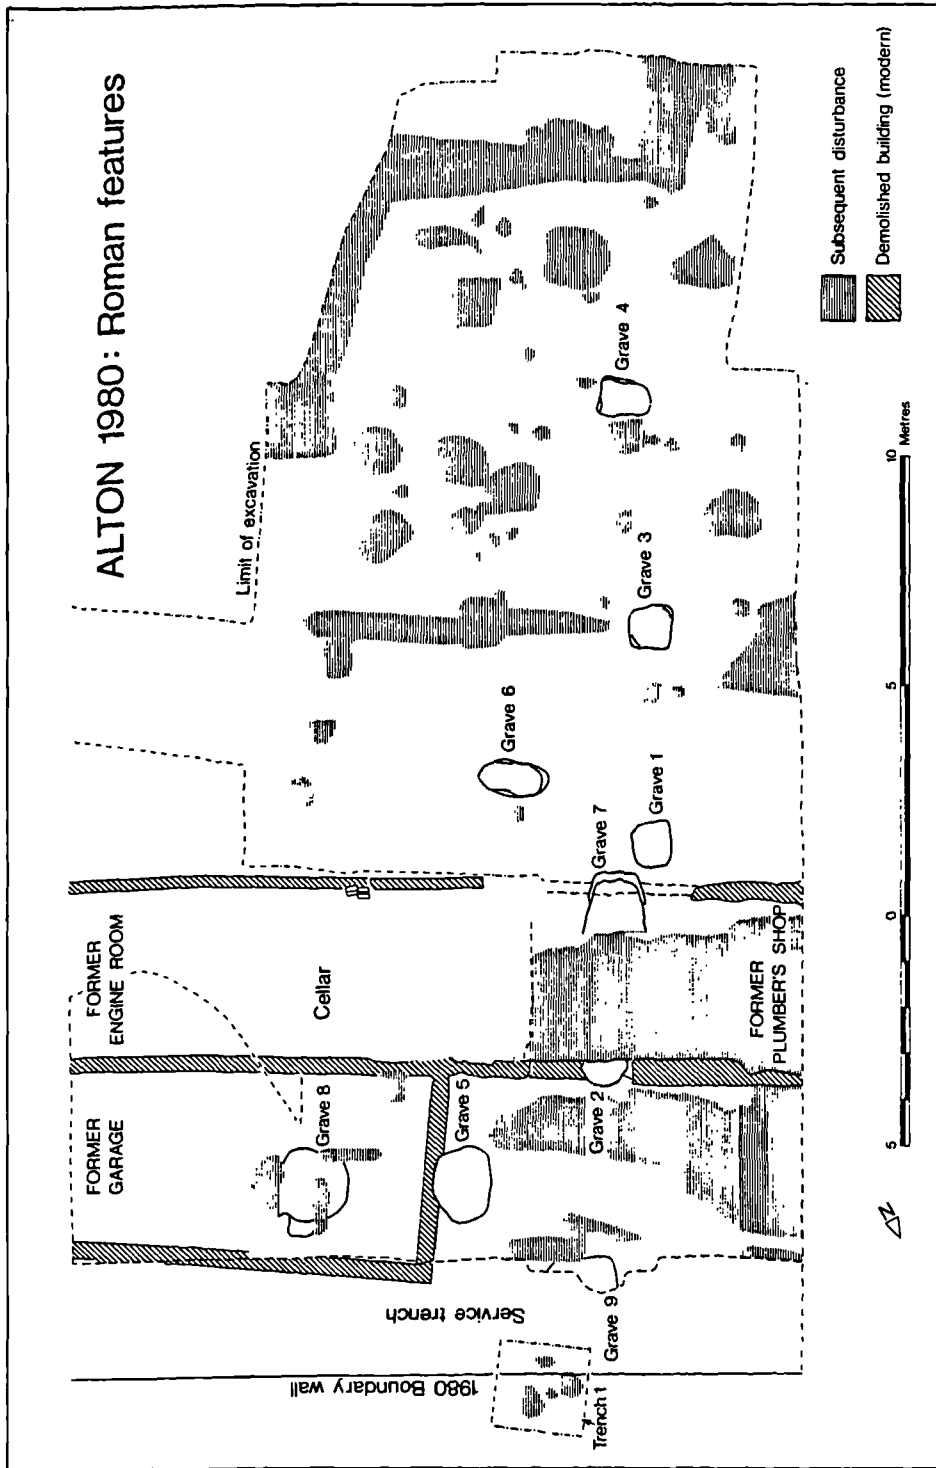 ALTON 1980: Roman features
Limit of excavation
Grave 4
Grave 3
Grave 6
Grave 1
Grave 7
FORMER
ENGINE ROOM
Cellar
FORMER
PLUMBER'S SHOP
FORMER
GARAGE
Grave 8
Grave 5
Grave 2
Grave 9
Service trench
1980 Boundary wall
Trench 1
Subsequent disturbance
Demolished building (modern)
5
0
5
10
Metres
N